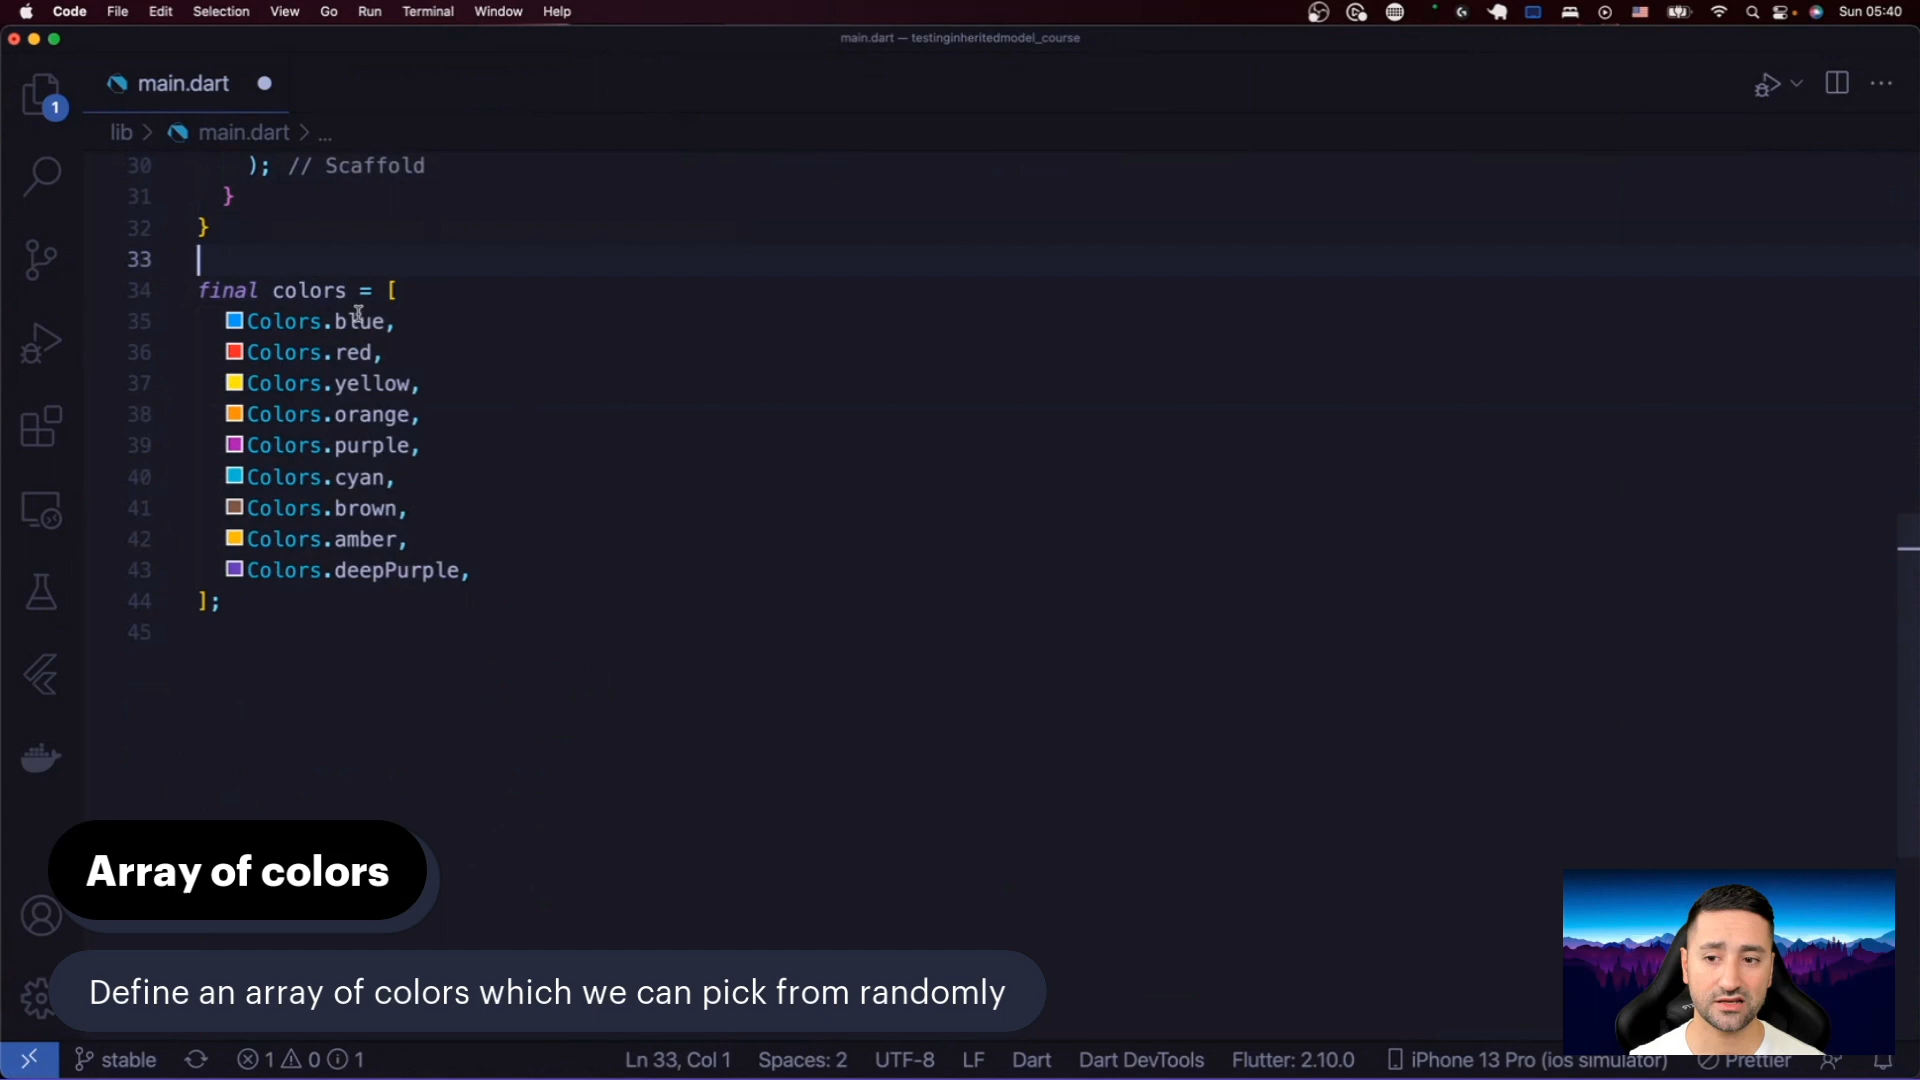 Code File Edit Selection View Go Run Terminal Window Help Sun 05:40
main.dart — testinginheritedmodel_course
main.dart
1
lib > main.dart > ...
30 ); // Scaffold
31 }
32 }
33
34 final colors = [
35 Colors.blue,
36 Colors.red,
37 Colors.yellow,
38 Colors.orange,
39 Colors.purple,
40 Colors.cyan,
41 Colors.brown,
42 Colors.amber,
43 Colors.deepPurple,
44 ];
45
Array of colors
Define an array of colors which we can pick from randomly
stable 1 0 1 Ln 33, Col 1 Spaces: 2 UTF-8 LF Dart Dart DevTools Flutter: 2.10.0 iPhone 13 Pro (ios simulator) Prettier